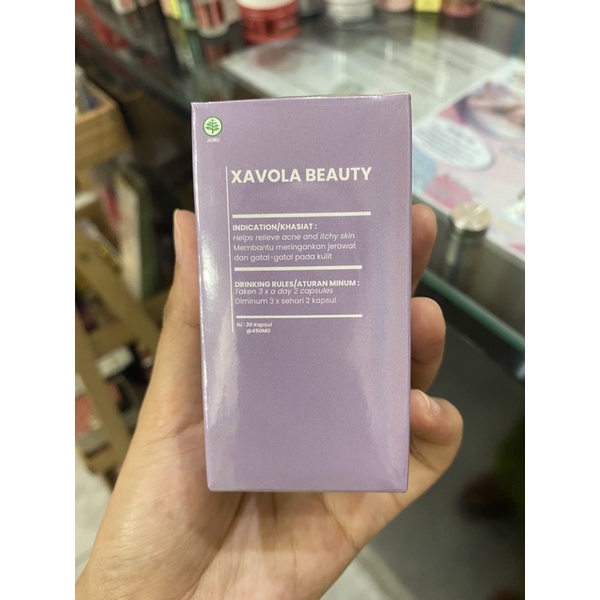 JAMU
XAVOLA BEAUTY
INDICATION/KHASIAT :
Helps relieve acne and itchy skin
Membantu meringankan jerawat
dan gatal-gatal pada kulit
DRINKING RULES/ATURAN MINUM :
Taken 3 x a day 2 capsules
Diminum 3 x sehari 2 kapsul
Isi : 30 Kapsul
@450MG